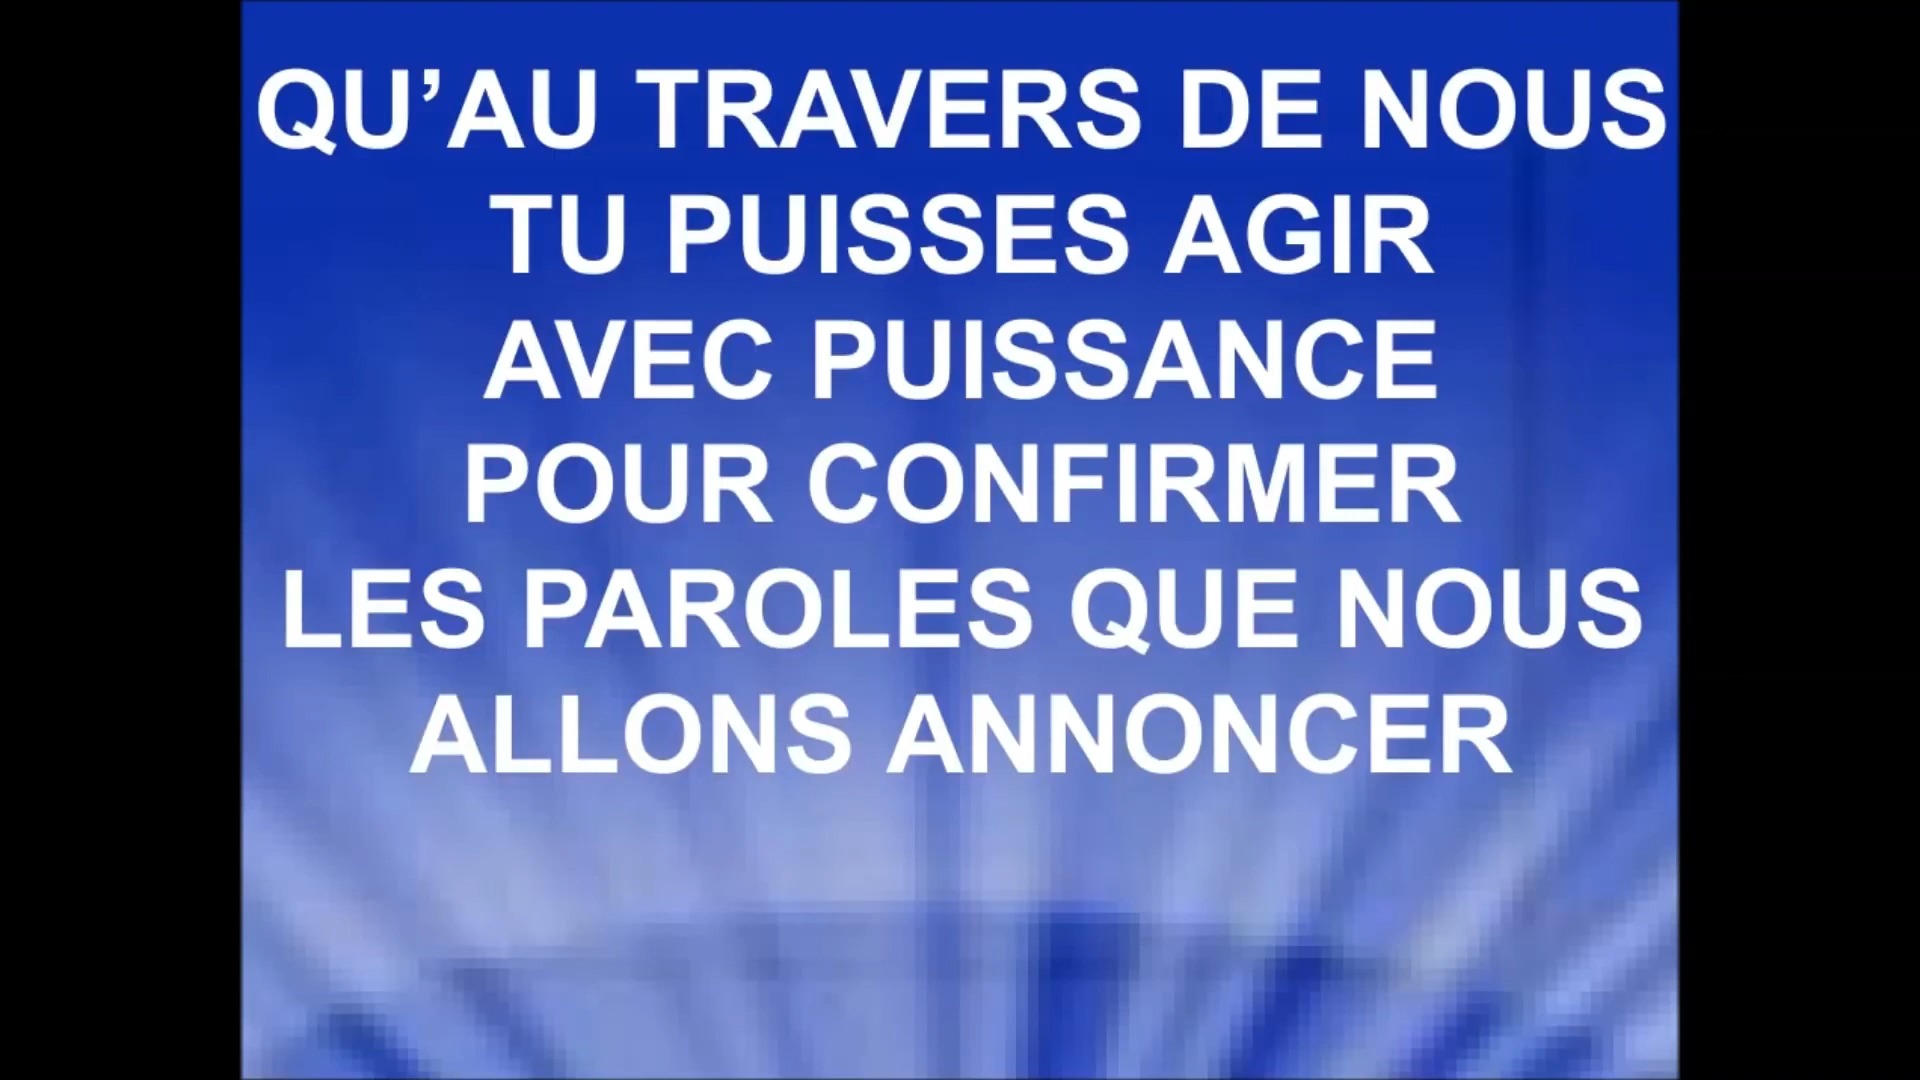 QU’AU TRAVERS DE NOUS
TU PUISSES AGIR
AVEC PUISSANCE
POUR CONFIRMER
LES PAROLES QUE NOUS
ALLONS ANNONCER